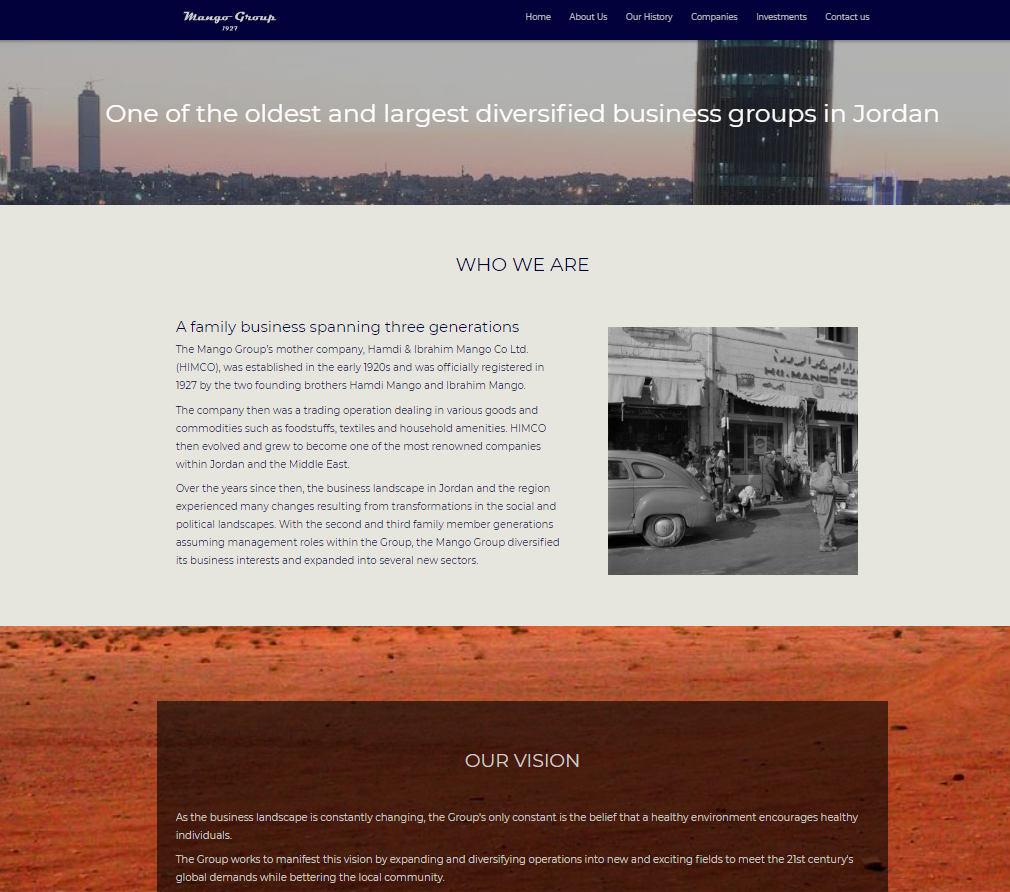 Mango Group
1927
Home About Us Our History Companies Investments Contact us
One of the oldest and largest diversified business groups in Jordan
WHO WE ARE
A family business spanning three generations
The Mango Group's mother company, Hamdi & Ibrahim Mango Co Ltd.
(HIMCO), was established in the early 1920s and was officially registered in
1927 by the two founding brothers Hamdi Mango and Ibrahim Mango.
The company then was a trading operation dealing in various goods and
commodities such as foodstuffs, textiles and household amenities. HIMCO
then evolved and grew to become one of the most renowned companies
within Jordan and the Middle East.
Over the years since then, the business landscape in Jordan and the region
experienced many changes resulting from transformations in the social and
political landscapes. With the second and third family member generations
assuming management roles within the Group, the Mango Group diversified
its business interests and expanded into several new sectors.
MANGO
OUR VISION
As the business landscape is constantly changing, the Group's only constant is the belief that a healthy environment encourages healthy
individuals.
The Group works to manifest this vision by expanding and diversifying operations into new and exciting fields to meet the 21st century's
global demands while bettering the local community.